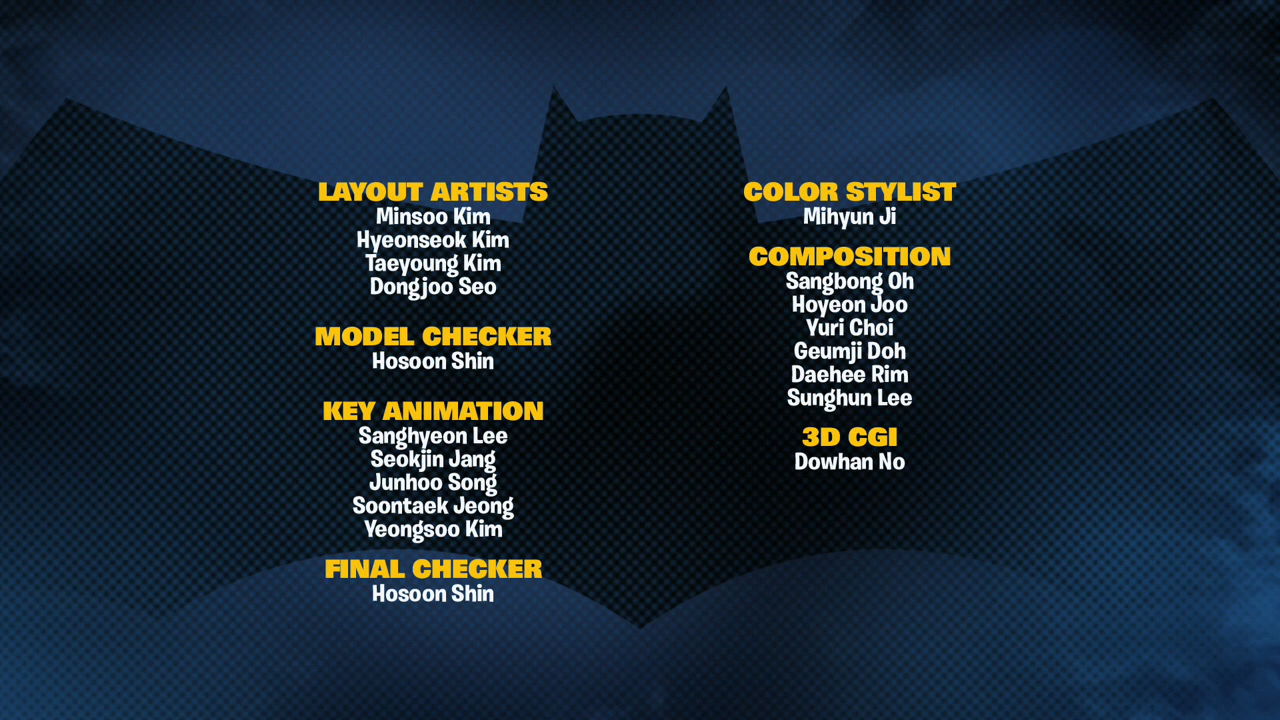 LAYOUT ARTISTS
Minsoo Kim
Hyeonseok Kim
Taeyoung Kim
Dongjoo Seo
MODEL CHECKER
Hosoon Shin
KEY ANIMATION
Sanghyeon Lee
Seokjin Jang
Junhoo Song
Soontaek Jeong
Yeongsoo Kim
FINAL CHECKER
Hosoon Shin
COLOR STYLIST
Mihyun Ji
COMPOSITION
Sangbong Oh
Hoyeon Joo
Yuri Choi
Geumji Doh
Daehee Rim
Sunghun Lee
3D CGI
Dowhan No